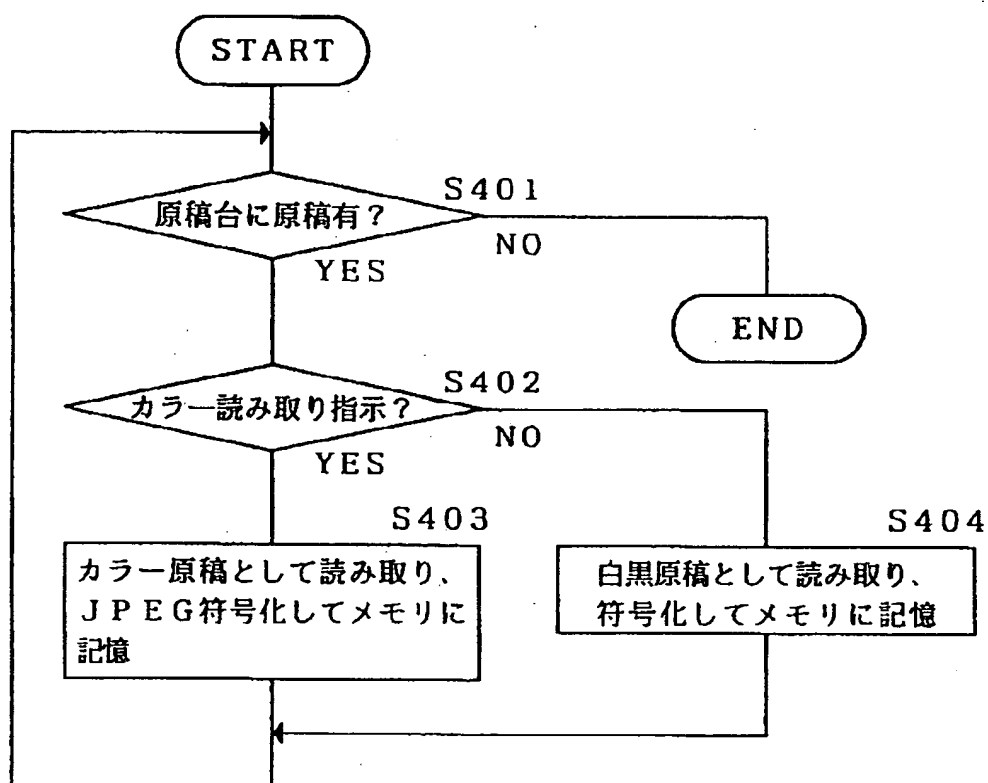 START
S401
原稿台に原稿有？
NO
YES
END
S402
カラー読み取り指示？
NO
YES
S403
S404
カラー原稿として読み取り、
ＪＰＥＧ符号化してメモリに
記憶
白黒原稿として読み取り、
符号化してメモリに記憶